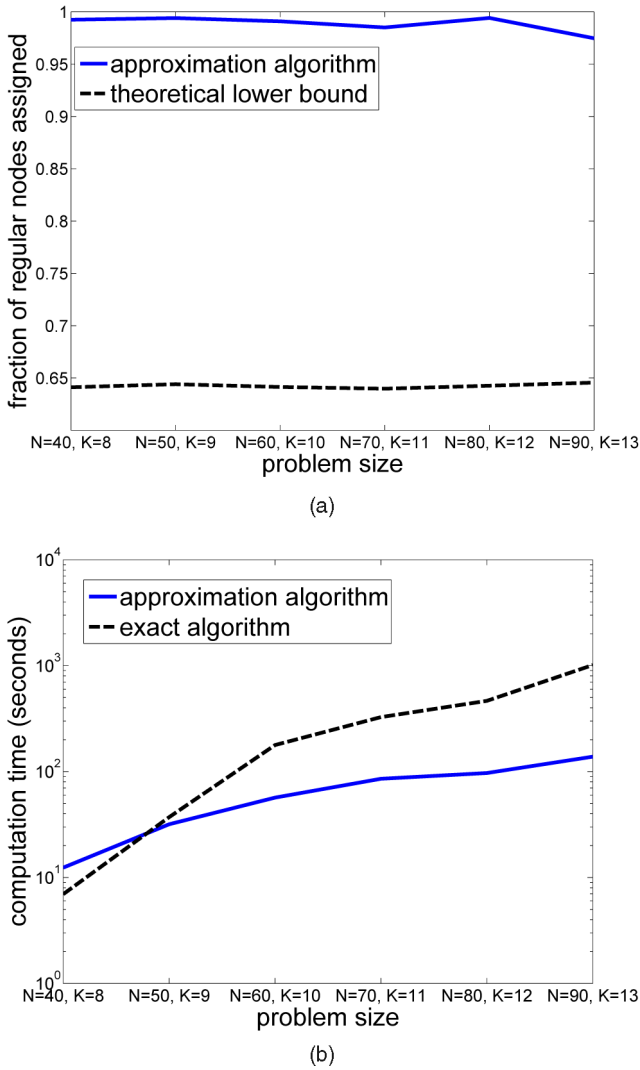 1
0.95
0.9
0.85
0.8
0.75
0.7
0.65
fraction of regular nodes assigned
approximation algorithm
theoretical lower bound
N=40, K=8 N=50, K=9 N=60, K=10 N=70, K=11 N=80, K=12 N=90, K=13
problem size
(a)
10^4
10^3
10^2
10^1
10^0
computation time (seconds)
approximation algorithm
exact algorithm
N=40, K=8 N=50, K=9 N=60, K=10 N=70, K=11 N=80, K=12 N=90, K=13
problem size
(b)